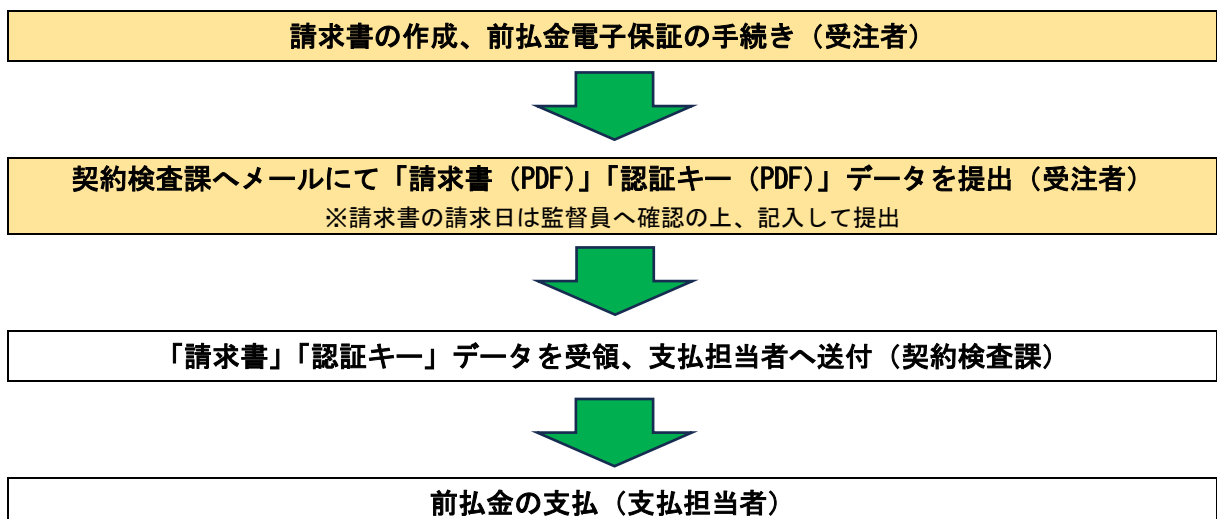 請求書の作成、前払金電子保証の手続き（受注者）
契約検査課へメールにて「請求書（PDF）」「認証キー（PDF）」データを提出（受注者）
※請求書の請求日は監督員へ確認の上、記入して提出
「請求書」「認証キー」データを受領、支払担当者へ送付（契約検査課）
前払金の支払（支払担当者）